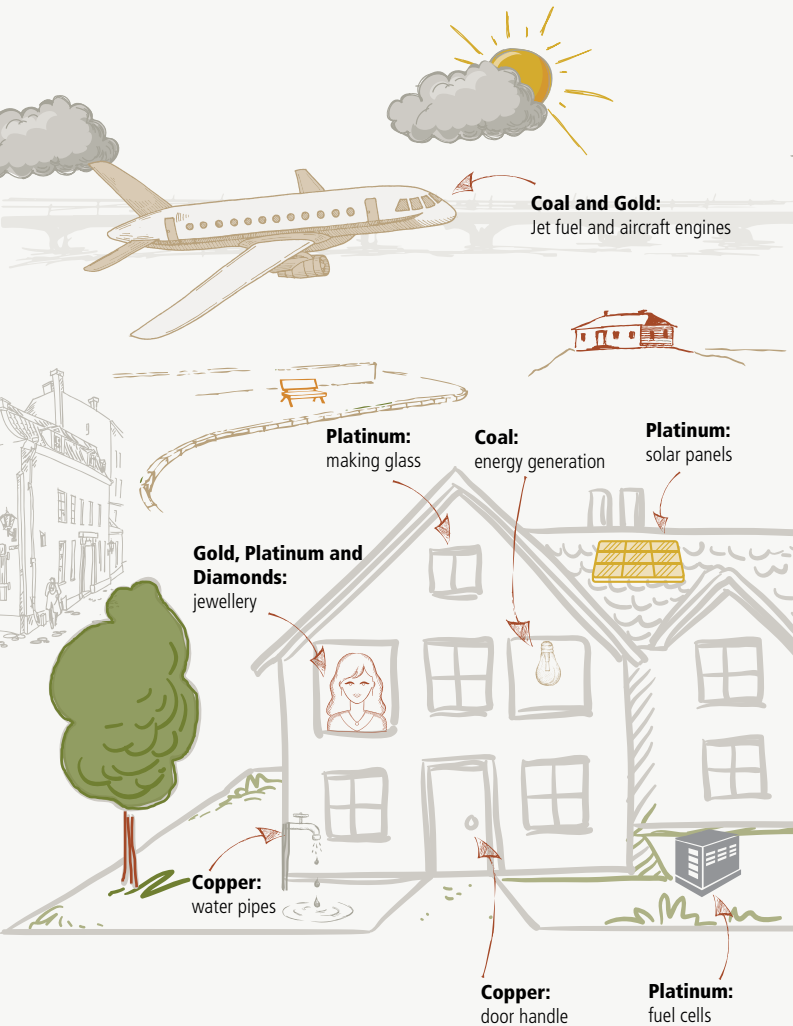 Coal and Gold:
Jet fuel and aircraft engines
Platinum:
making glass
Coal:
energy generation
Platinum:
solar panels
Gold, Platinum and
Diamonds:
jewellery
Copper:
water pipes
Copper:
door handle
Platinum:
fuel cells